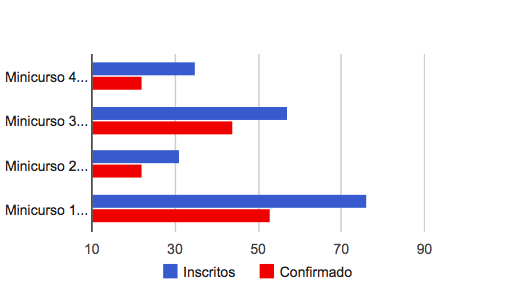 Minicurso 4...
Minicurso 3...
Minicurso 2...
Minicurso 1...
10 30 50 70 90
Inscritos Confirmado